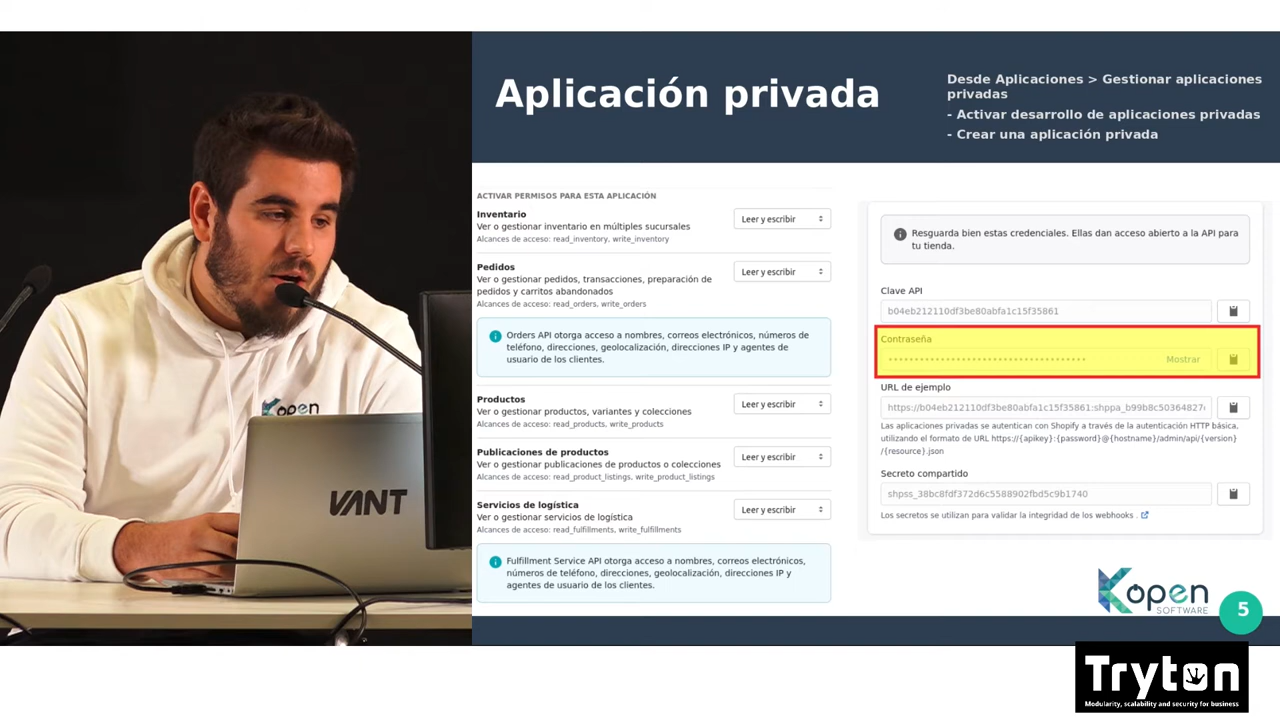 Aplicación privada
Desde Aplicaciones > Gestionar aplicaciones
privadas
- Activar desarrollo de aplicaciones privadas
- Crear una aplicación privada
ACTIVAR PERMISOS PARA ESTA APLICACIÓN
Inventario
Ver o gestionar inventario en múltiples sucursales
Alcances de acceso: read_inventory, write_inventory
Leer y escribir
Pedidos
Ver o gestionar pedidos, transacciones, preparación de
pedidos y carritos abandonados
Alcances de acceso: read_orders, write_orders
Leer y escribir
Orders API otorga acceso a nombres, correos electrónicos, números de
teléfono, direcciones, geolocalización, direcciones IP y agentes de
usuario de los clientes.
Productos
Ver o gestionar productos, variantes y colecciones
Alcances de acceso: read_products, write_products
Leer y escribir
Publicaciones de productos
Ver o gestionar publicaciones de productos o colecciones
Alcances de acceso: read_product_listings, write_product_listings
Leer y escribir
Servicios de logística
Ver o gestionar servicios de logística
Alcances de acceso: read_fulfillments, write_fulfillments
Leer y escribir
Fulfillment Service API otorga acceso a nombres, correos electrónicos,
números de teléfono, direcciones, geolocalización, direcciones IP y
agentes de usuario de los clientes.
Resguarda bien estas credenciales. Ellas dan acceso abierto a la API para
tu tienda.
Clave API
b04eb212110df3be80abfa1c15f35861
Contraseña
Mostrar
URL de ejemplo
https://b04eb212110df3be80abfa1c15f35861:shppa_b99b8c50364827
Las aplicaciones privadas se autentican con Shopify a través de la autenticación HTTP básica,
utilizando el formato de URL https://{apikey}:{password}@{hostname}/admin/api/{version}
/{resource}.json
Secreto compartido
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
Los secretos se utilizan para validar la integridad de los webhooks .
Kopen
SOFTWARE
5
Kopen
VANT
Tryton
Modularity, scalability and security for business